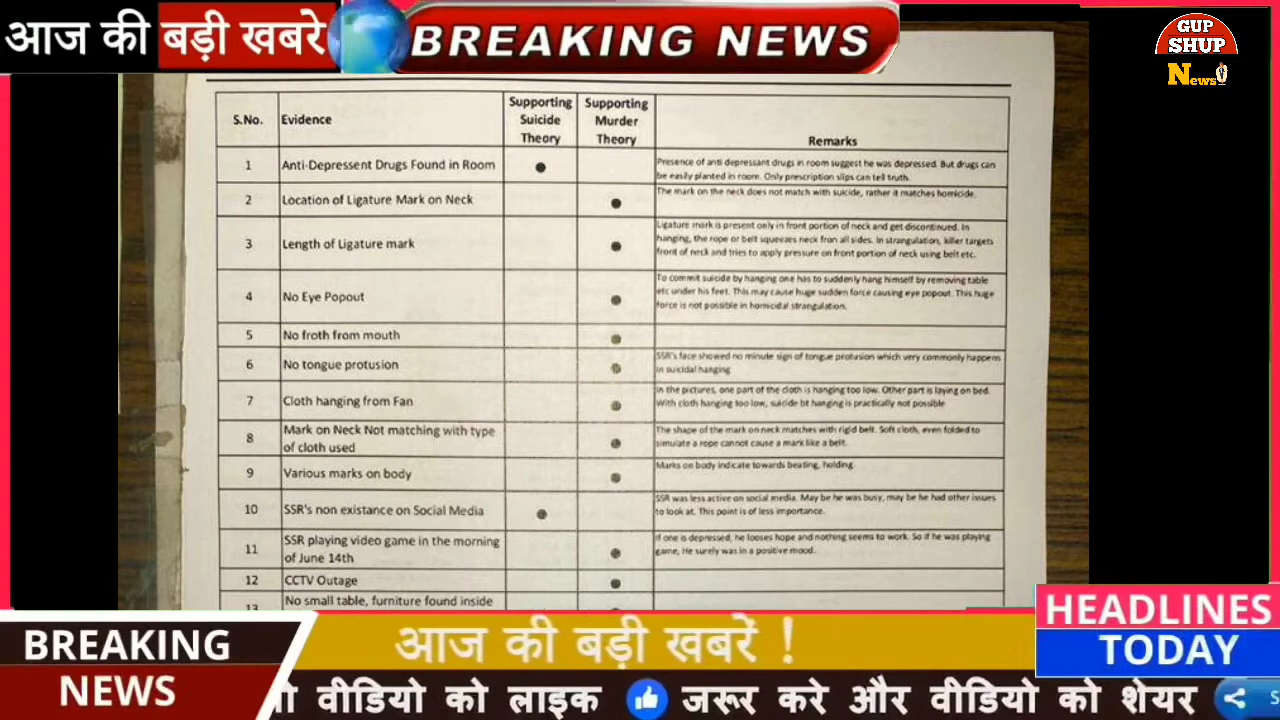 आज की बड़ी खबरे
BREAKING NEWS
GUP
SHUP
News
S.No. Evidence Supporting Suicide Theory Supporting Murder Theory Remarks
1 Anti-Depressent Drugs Found in Room ● Presence of anti depressant drugs in room suggest he was depressed. But drugs can
be easily planted in room. Only prescription slips can tell truth.
2 Location of Ligature Mark on Neck ● The mark on the neck does not match with suicide, rather it matches homicide.
3 Length of Ligature mark ● Ligature mark is present only in front portion of neck and get discontinued. In
hanging, the rope or belt squeezes neck fron all sides. In strangulation, killer targets
front of neck and tries to apply pressure on front portion of neck using belt etc.
4 No Eye Popout ● To commit suicide by hanging one has to suddenly hang himself by removing table
etc under his feet. This may cause huge sudden force causing eye popout. This huge
force is not possible in homicidal strangulation.
5 No froth from mouth ●
6 No tongue protusion ● SSR's face showed no minute sign of tongue protusion which very commonly happens
in suicidal hanging
7 Cloth hanging from Fan ● In the pictures, one part of the cloth is hanging too low. Other part is laying on bed.
With cloth hanging too low, suicide bt hanging is practically not possible
8 Mark on Neck Not matching with type
of cloth used ● The shape of the mark on neck matches with rigid belt. Soft cloth, even folded to
simulate a rope cannot cause a mark like a belt.
9 Various marks on body ● Marks on body indicate towards beating, holding.
10 SSR's non existance on Social Media ● SSR was less active on social media. May be he was busy, may be he had other issues
to look at. This point is of less importance.
11 SSR playing video game in the morning
of June 14th ● If one is depressed, he looses hope and nothing seems to work. So if he was playing
game, He surely was in a positive mood.
12 CCTV Outage ●
13 No small table, furniture found inside
HEADLINES
TODAY
BREAKING
NEWS
आज की बड़ी खबरें !
वीडियो को लाइक जरूर करे और वीडियो को शेयर